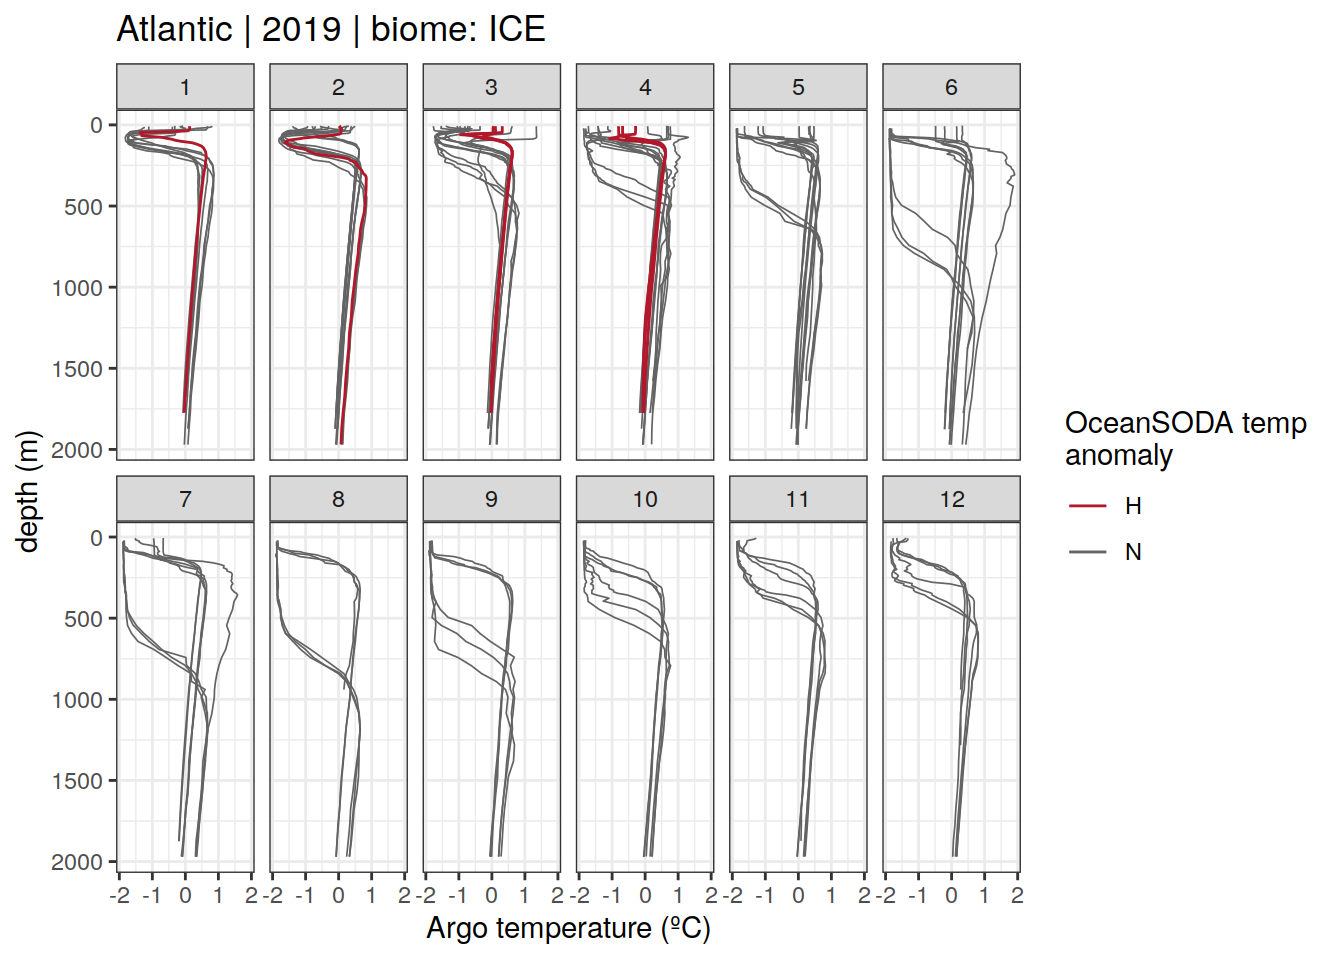 Atlantic | 2019 | biome: ICE
1 2 3 4 5 6
0
500
1000
1500
2000
7 8 9 10 11 12
0
500
1000
1500
2000
-2 -1 0 1 2 -2 -1 0 1 2 -2 -1 0 1 2 -2 -1 0 1 2 -2 -1 0 1 2 -2 -1 0 1 2
depth (m)
Argo temperature (ºC)
OceanSODA temp
anomaly
H
N